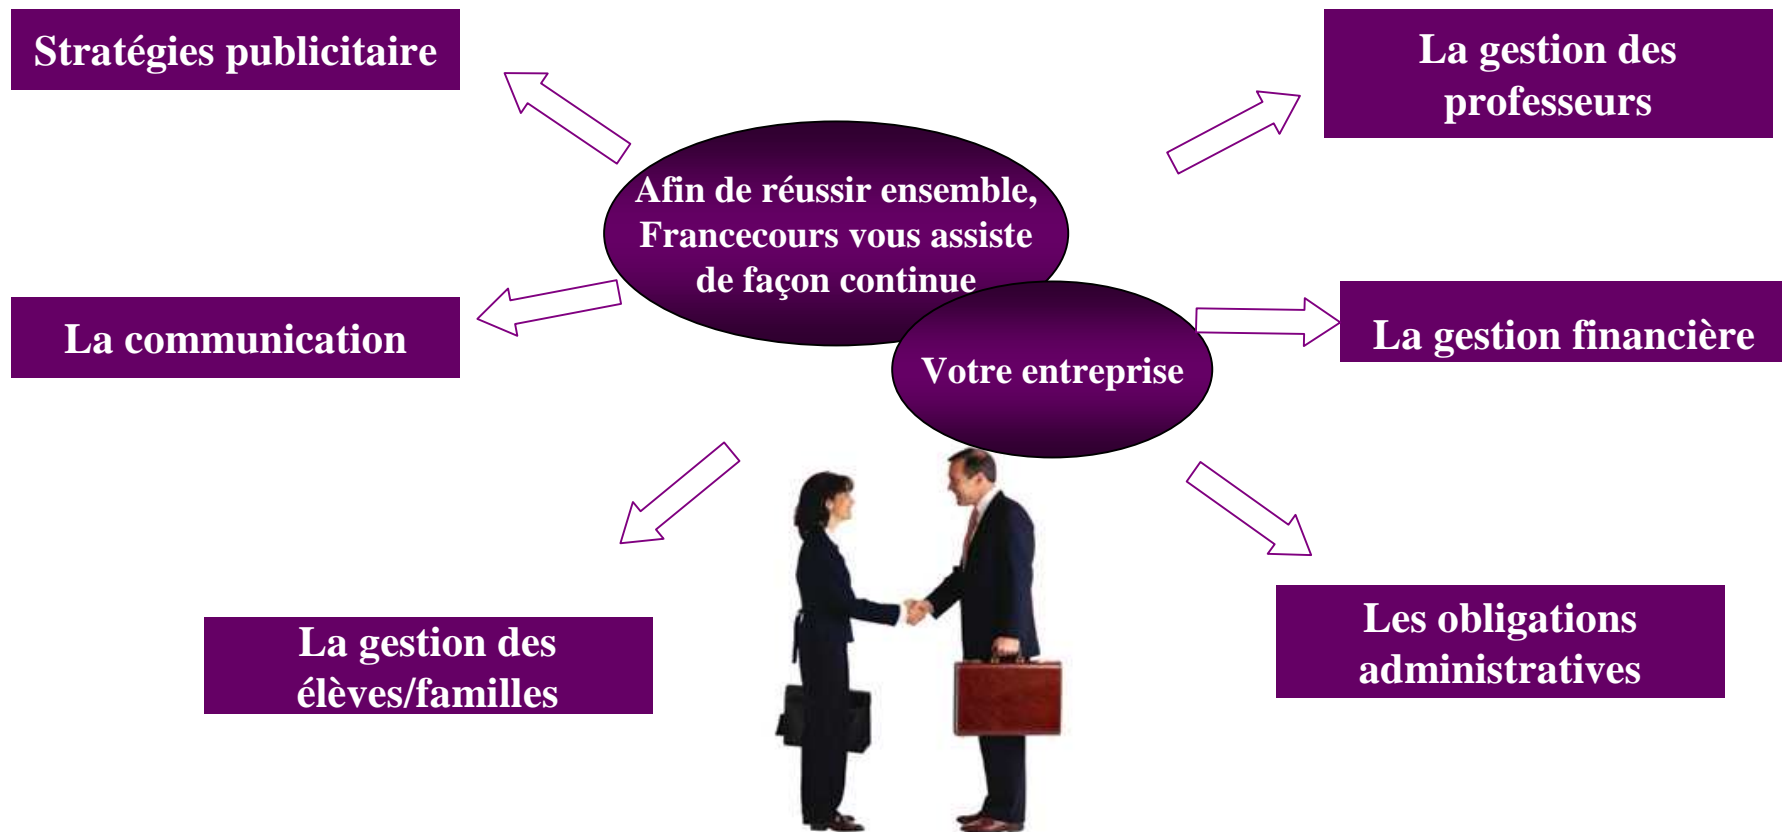 Stratégies publicitaire
La gestion des
professeurs
Afin de réussir ensemble,
Francecours vous assiste
de façon continue
La communication
La gestion financière
Votre entreprise
La gestion des
élèves/familles
Les obligations
administratives